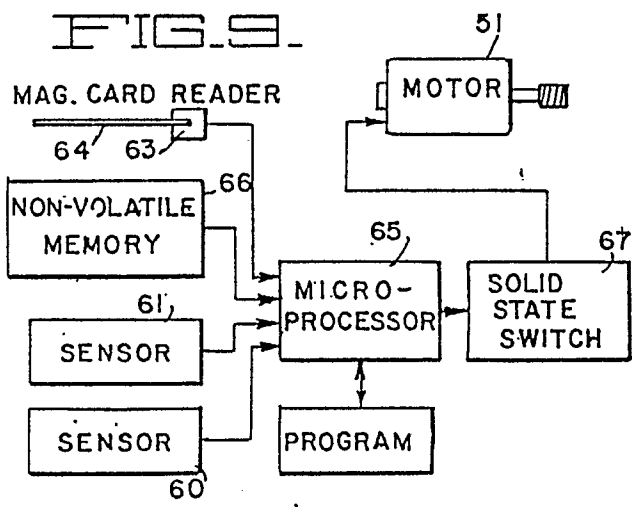 FIG. 9.
51
MOTOR
MAG. CARD READER
64
63
66
NON-VOLATILE
MEMORY
65
MICRO-
PROCESSOR
67
SOLID
STATE
SWITCH
61
SENSOR
SENSOR
60
PROGRAM